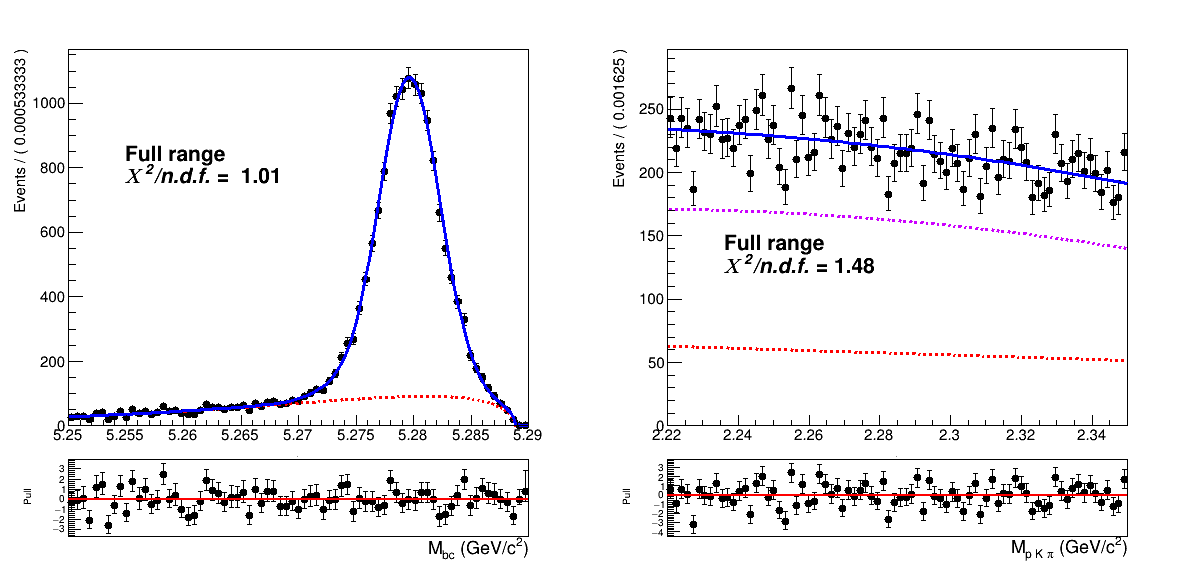 Events / ( 0.000533333 )
1000
800
600
400
200
0
Full range
X²/n.d.f. = 1.01
5.25 5.255 5.26 5.265 5.27 5.275 5.28 5.285 5.29
Pull
3
2
1
0
−1
−2
−3
M_bc (GeV/c²)
Events / ( 0.001625 )
250
200
150
100
50
0
Full range
X²/n.d.f. = 1.48
2.22 2.24 2.26 2.28 2.3 2.32 2.34
Pull
3
2
1
0
−1
−2
−3
−4
M_p K π (GeV/c²)